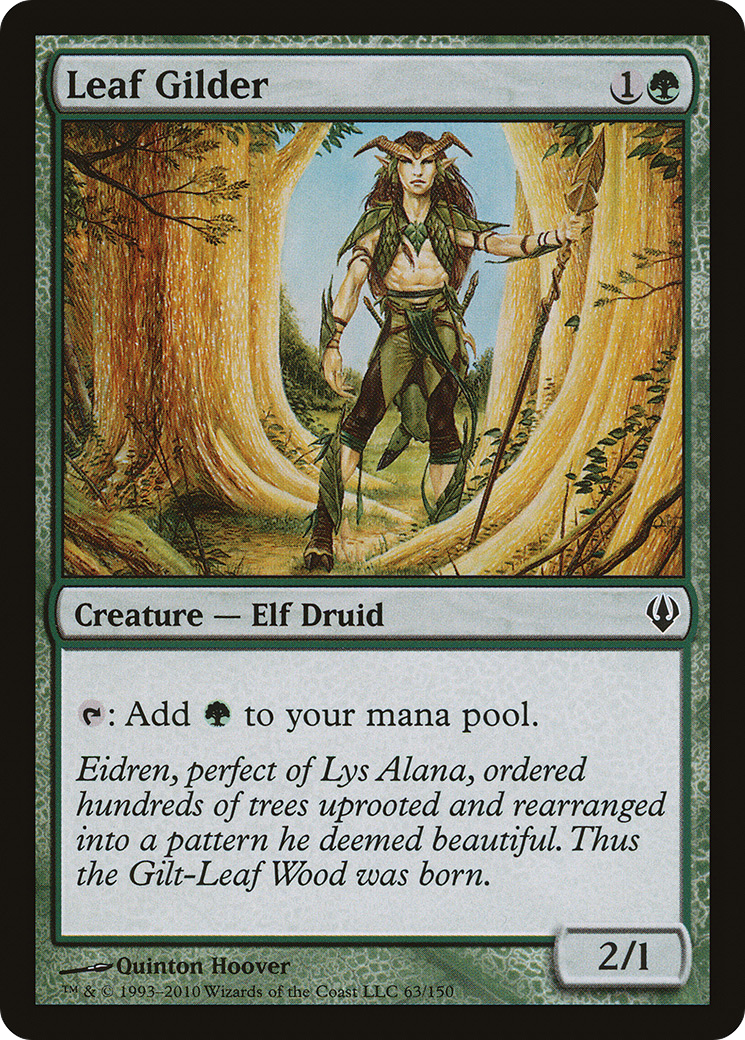 Leaf Gilder
1
Creature — Elf Druid
: Add to your mana pool.
Eidren, perfect of Lys Alana, ordered
hundreds of trees uprooted and rearranged
into a pattern he deemed beautiful. Thus
the Gilt-Leaf Wood was born.
2/1
Quinton Hoover
™ & © 1993–2010 Wizards of the Coast LLC 63/150